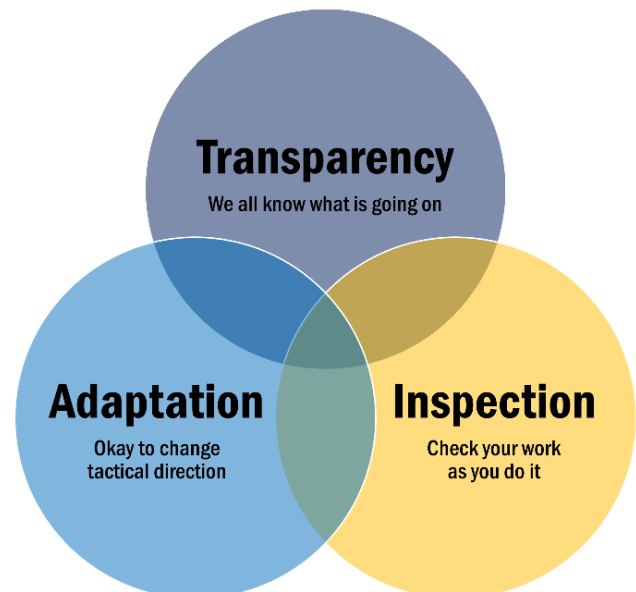 Transparency
We all know what is going on
Adaptation
Okay to change
tactical direction
Inspection
Check your work
as you do it